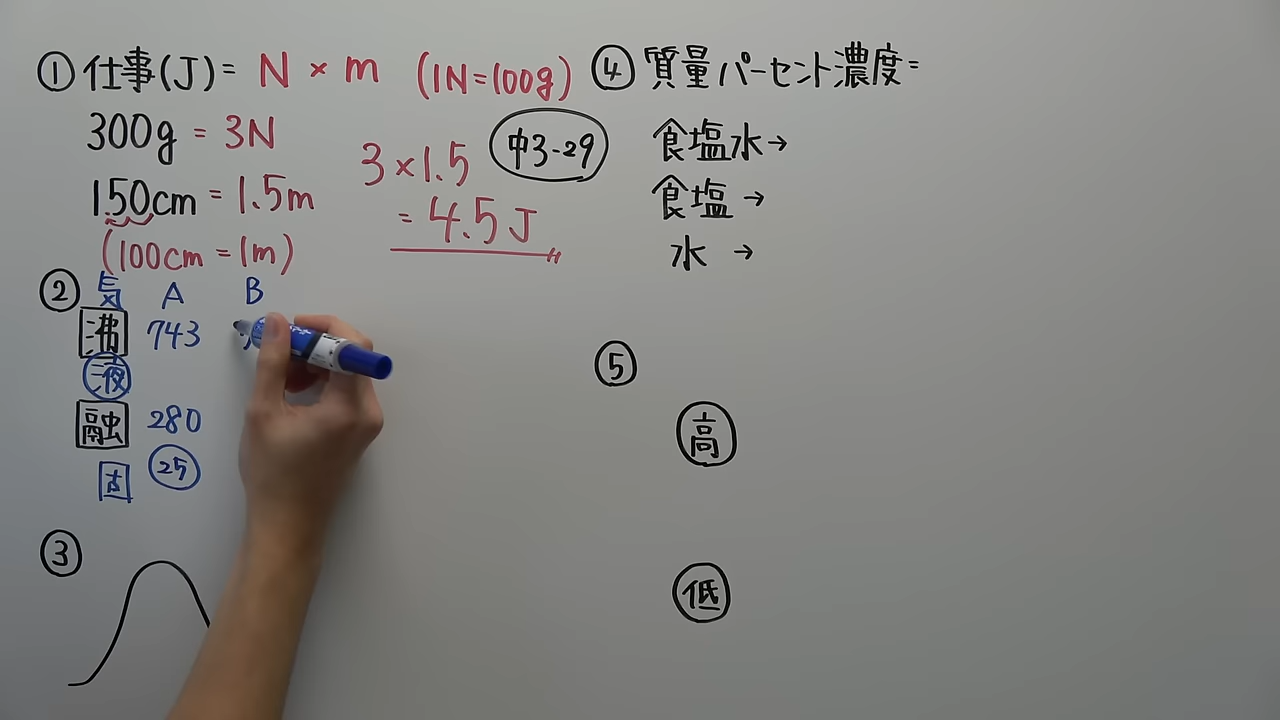 ① 仕事(J) = N × m (1N=100g)
300g = 3N
中3-29
150cm = 1.5m
3×1.5
= 4.5J
(100cm = 1m)
② 気 A B
沸 743
液
融 280
固 25
③
④ 質量パーセント濃度=
食塩水→
食塩 →
水 →
⑤
高
低